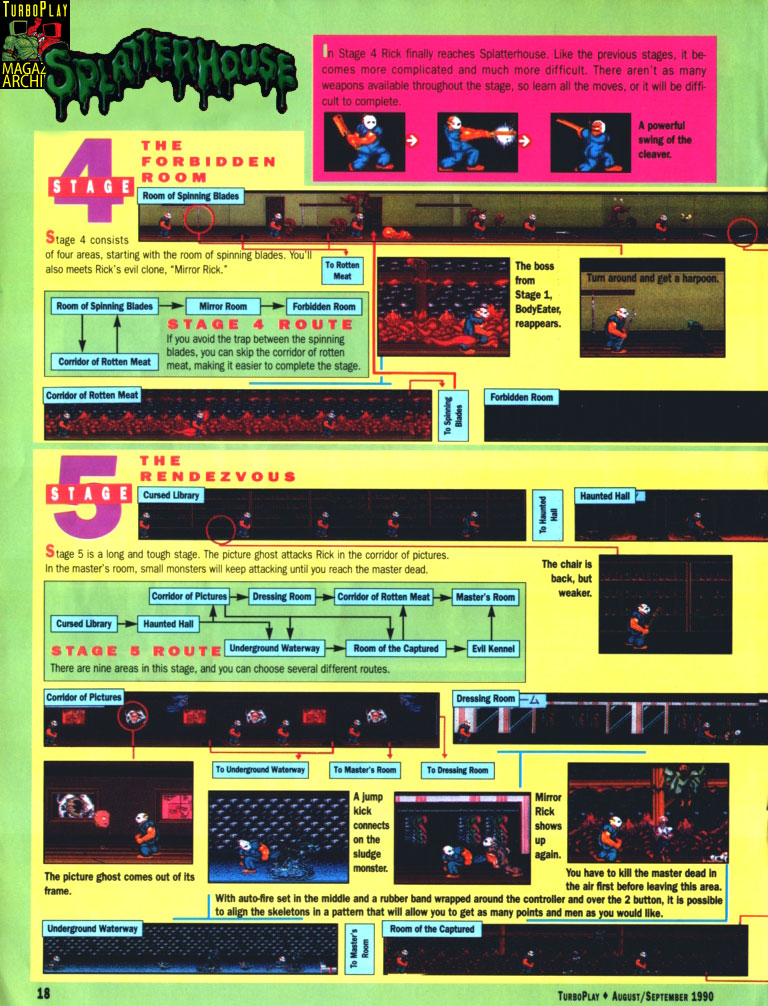 TURBOPLAY
MAGAZ
ARCHI
SPLATTERHOUSE
In Stage 4 Rick finally reaches Splatterhouse. Like the previous stages, it be-
comes more complicated and much more difficult. There aren't as many
weapons available throughout the stage, so learn all the moves, or it will be diffi-
cult to complete.
A powerful
swing of the
cleaver.
4
STAGE
THE
FORBIDDEN
ROOM
Room of Spinning Blades
Stage 4 consists
of four areas, starting with the room of spinning blades. You'll
also meets Rick's evil clone, "Mirror Rick."
To Rotten
Meat
The boss
from
Stage 1,
BodyEater,
reappears.
Turn around and get a harpoon.
Room of Spinning Blades
Mirror Room
Forbidden Room
STAGE 4 ROUTE
If you avoid the trap between the spinning
blades, you can skip the corridor of rotten
meat, making it easier to complete the stage.
Corridor of Rotten Meat
Corridor of Rotten Meat
To Spinning
Blades
Forbidden Room
5
STAGE
THE
RENDEZVOUS
Cursed Library
To Haunted
Hall
Haunted Hall
Stage 5 is a long and tough stage. The picture ghost attacks Rick in the corridor of pictures.
In the master's room, small monsters will keep attacking until you reach the master dead.
The chair is
back, but
weaker.
Corridor of Pictures
Dressing Room
Corridor of Rotten Meat
Master's Room
Cursed Library
Haunted Hall
STAGE 5 ROUTE
Underground Waterway
Room of the Captured
Evil Kennel
There are nine areas in this stage, and you can choose several different routes.
Corridor of Pictures
Dressing Room
ーム
To Underground Waterway
To Master's Room
To Dressing Room
The picture ghost comes out of its
frame.
A jump
kick
connects
on the
sludge
monster.
Mirror
Rick
shows
up
again.
You have to kill the master dead in
the air first before leaving this area.
With auto-fire set in the middle and a rubber band wrapped around the controller and over the 2 button, it is possible
to align the skeletons in a pattern that will allow you to get as many points and men as you would like.
Underground Waterway
To Master's
Room
Room of the Captured
18
TURBOPLAY ♦ AUGUST/SEPTEMBER 1990